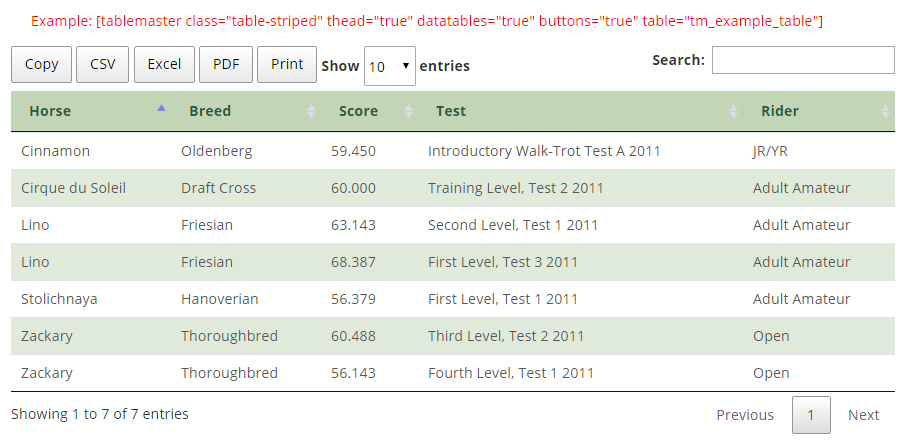 Example: [tablemaster class="table-striped" thead="true" datatables="true" buttons="true" table="tm_example_table"]
Copy CSV Excel PDF Print Show 10 entries Search:
Horse Breed Score Test Rider
Cinnamon Oldenberg 59.450 Introductory Walk-Trot Test A 2011 JR/YR
Cirque du Soleil Draft Cross 60.000 Training Level, Test 2 2011 Adult Amateur
Lino Friesian 63.143 Second Level, Test 1 2011 Adult Amateur
Lino Friesian 68.387 First Level, Test 3 2011 Adult Amateur
Stolichnaya Hanoverian 56.379 First Level, Test 1 2011 Adult Amateur
Zackary Thoroughbred 60.488 Third Level, Test 2 2011 Open
Zackary Thoroughbred 56.143 Fourth Level, Test 1 2011 Open
Showing 1 to 7 of 7 entries Previous 1 Next